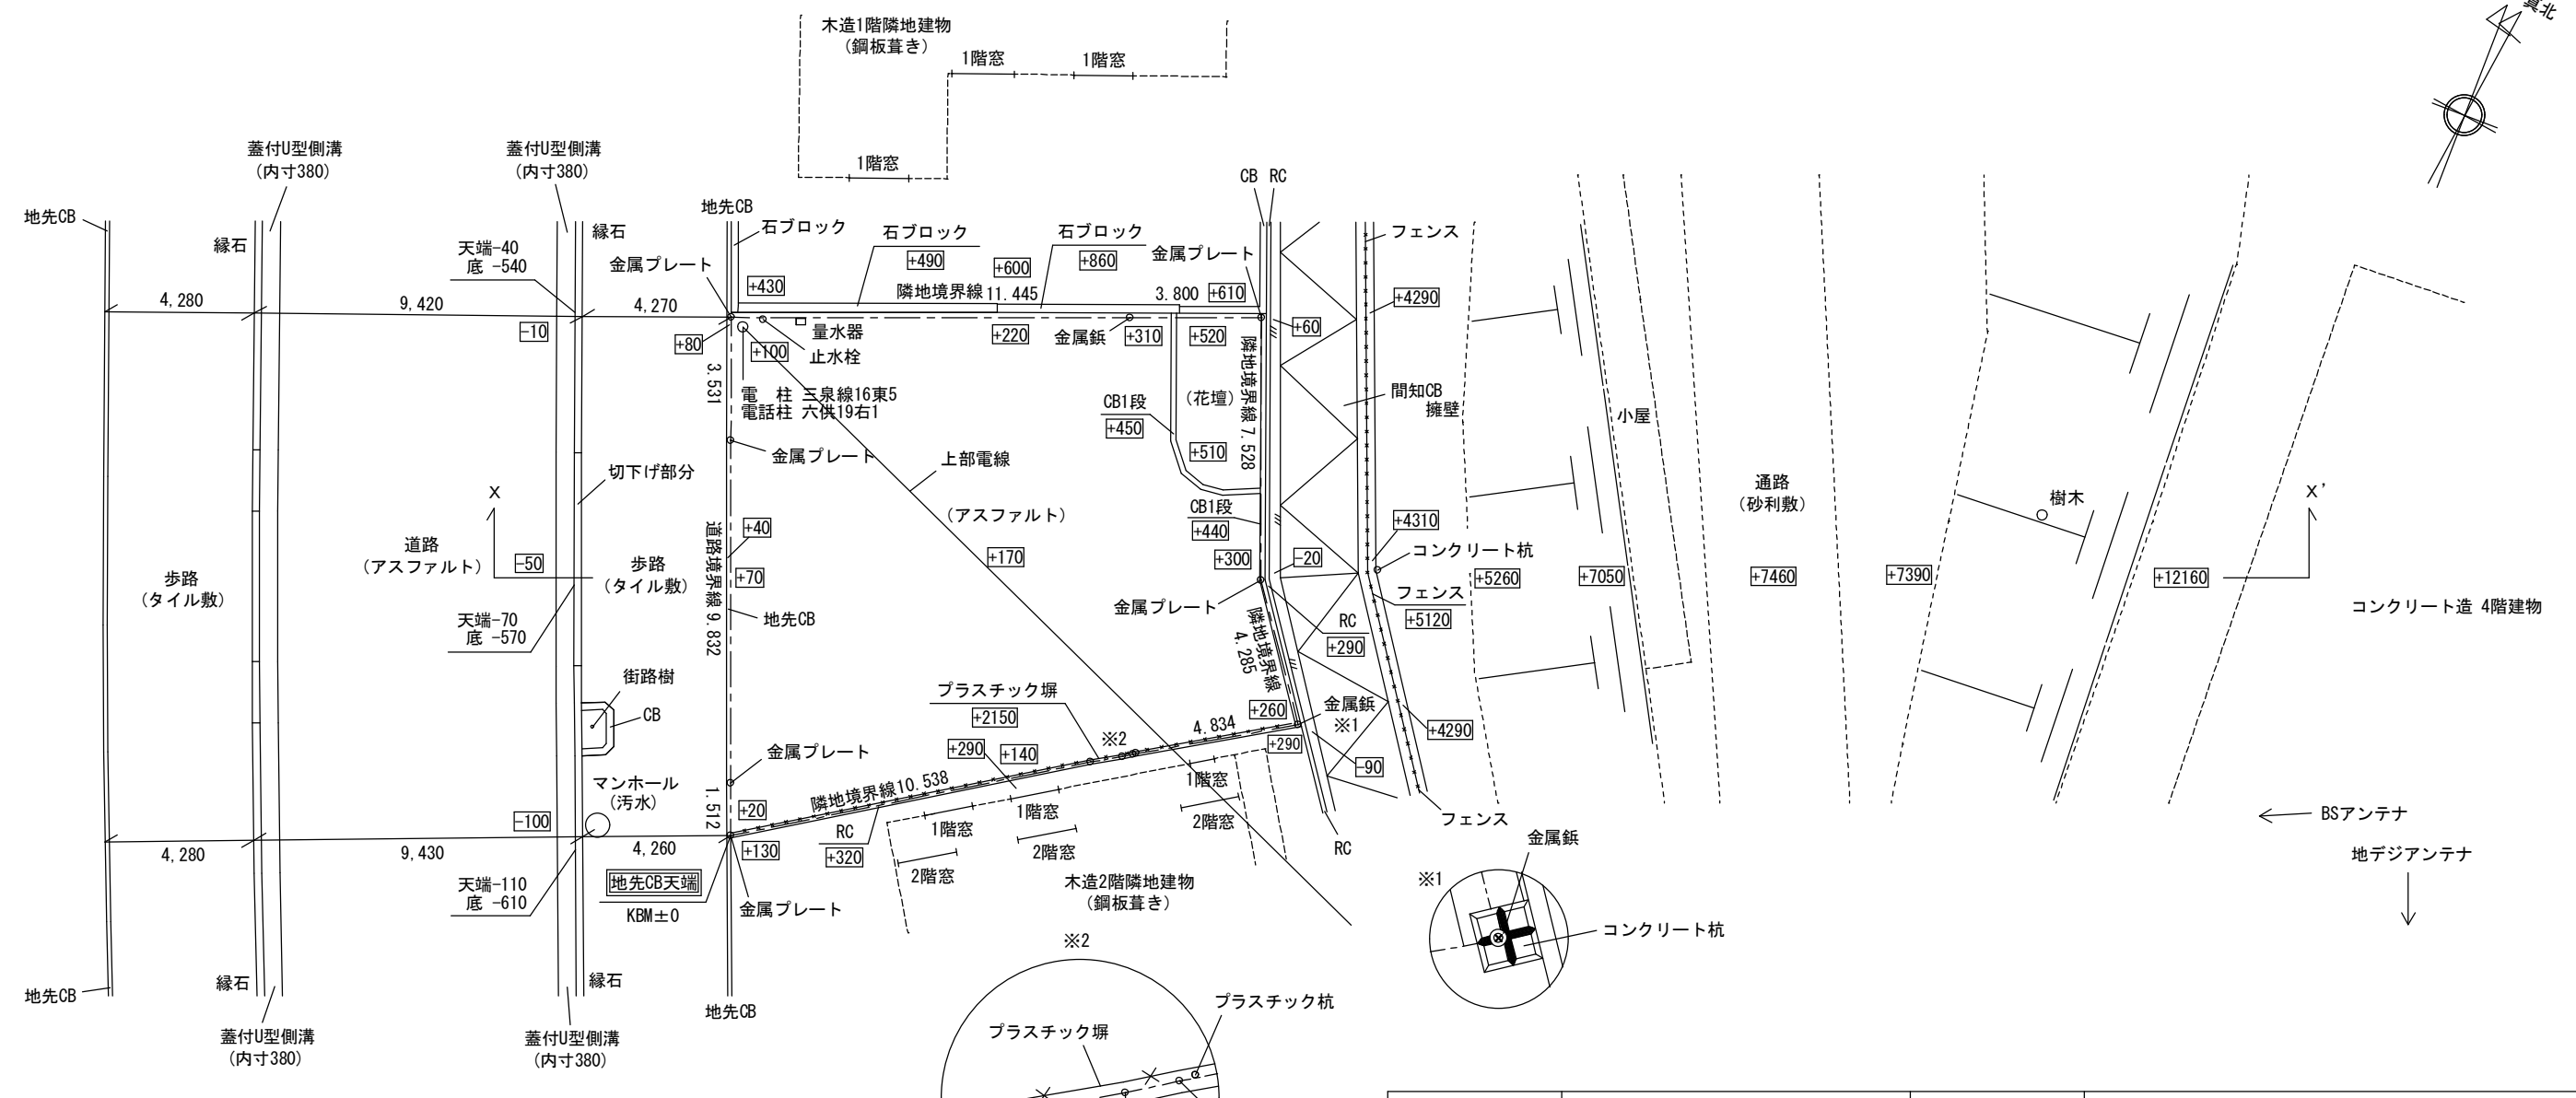 真北
木造1階隣地建物
（鋼板葺き）
1階窓
1階窓
1階窓
蓋付U型側溝
（内寸380）
蓋付U型側溝
（内寸380）
地先CB
縁石
縁石
地先CB
石ブロック
石ブロック
+490
+600
石ブロック
+860
金属プレート
CB RC
フェンス
天端-40
底 -540
金属プレート
+430
隣地境界線 11.445
3.800
+610
+4290
4,280
9,420
4,270
-10
+80
+100
量水器
止水栓
+220
金属鋲
+310
+520
+60
3.531
電　柱 三泉線16東5
電話柱 六供19右1
隣地境界線 7.528
（花壇）
CB1段
+450
間知CB
擁壁
小屋
金属プレート
上部電線
+510
切下げ部分
X
通路
（砂利敷）
樹木
X'
（アスファルト）
CB1段
+440
+4310
+40
道路境界線 9.832
道路
（アスファルト）
-50
歩路
（タイル敷）
歩路
（タイル敷）
+70
+170
+300
-20
コンクリート杭
+5260
+7050
+7460
+7390
+12160
フェンス
+5120
コンクリート造 4階建物
天端-70
底 -570
地先CB
金属プレート
隣地境界線
4.285
RC
+290
街路樹
CB
プラスチック塀
+2150
+260
金属鋲
※1
4.834
※2
+290
+140
+290
+4290
-90
金属プレート
マンホール
（汚水）
隣地境界線10.538
1階窓
1階窓
1階窓
2階窓
2階窓
2階窓
1.512
+20
-100
RC
+320
フェンス
RC
BSアンテナ
地デジアンテナ
4,280
9,430
4,260
+130
天端-110
底 -610
地先CB天端
KBM±0
金属プレート
木造2階隣地建物
（鋼板葺き）
金属鋲
※1
コンクリート杭
※2
地先CB
縁石
縁石
地先CB
プラスチック杭
プラスチック塀
蓋付U型側溝
（内寸380）
蓋付U型側溝
（内寸380）